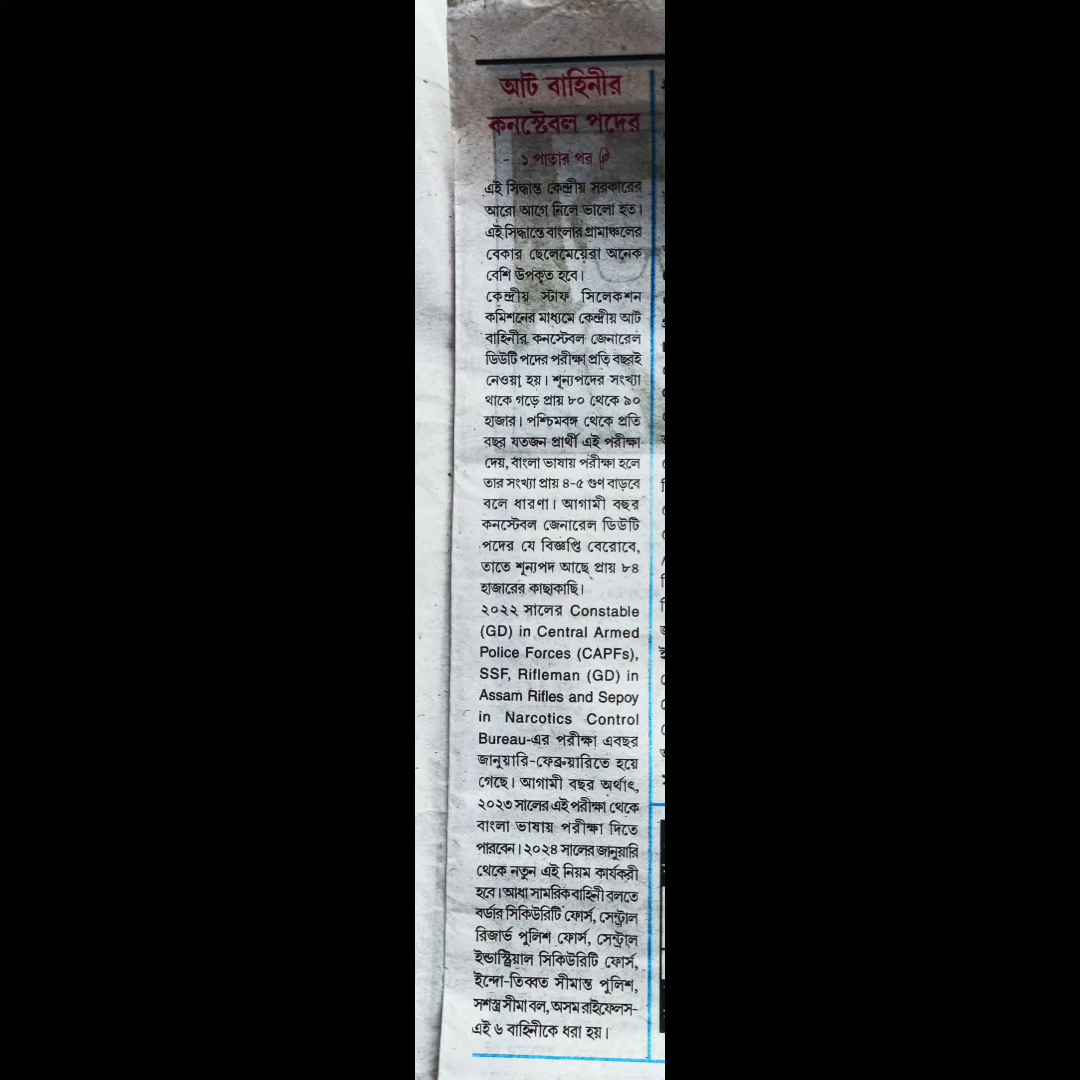 আট বাহিনীর
কনস্টেবল পদের
- ১ পাতার পর
এই সিদ্ধান্ত কেন্দ্রীয় সরকারের
আরো আগে নিলে ভালো হত।
এই সিদ্ধান্তে বাংলার গ্রামাঞ্চলের
বেকার ছেলেমেয়েরা অনেক
বেশি উপকৃত হবে।
কেন্দ্রীয় স্টাফ সিলেকশন
কমিশনের মাধ্যমে কেন্দ্রীয় আট
বাহিনীর কনস্টেবল জেনারেল
ডিউটি পদের পরীক্ষা প্রতি বছরই
নেওয়া হয়। শূন্যপদের সংখ্যা
থাকে গড়ে প্রায় ৮০ থেকে ৯০
হাজার। পশ্চিমবঙ্গ থেকে প্রতি
বছর যতজন প্রার্থী এই পরীক্ষা
দেয়, বাংলা ভাষায় পরীক্ষা হলে
তার সংখ্যা প্রায় ৪-৫ গুণ বাড়বে
বলে ধারণা। আগামী বছর
কনস্টেবল জেনারেল ডিউটি
পদের যে বিজ্ঞপ্তি বেরোবে,
তাতে শূন্যপদ আছে প্রায় ৮৪
হাজারের কাছাকাছি।
২০২২ সালের Constable
(GD) in Central Armed
Police Forces (CAPFs),
SSF, Rifleman (GD) in
Assam Rifles and Sepoy
in Narcotics Control
Bureau-এর পরীক্ষা এবছর
জানুয়ারি-ফেব্রুয়ারিতে হয়ে
গেছে। আগামী বছর অর্থাৎ,
২০২৩ সালের এই পরীক্ষা থেকে
বাংলা ভাষায় পরীক্ষা দিতে
পারবেন। ২০২৪ সালের জানুয়ারি
থেকে নতুন এই নিয়ম কার্যকরী
হবে। আধা সামরিক বাহিনী বলতে
বর্ডার সিকিউরিটি ফোর্স, সেন্ট্রাল
রিজার্ভ পুলিশ ফোর্স, সেন্ট্রাল
ইন্ডাস্ট্রিয়াল সিকিউরিটি ফোর্স,
ইন্দো-তিব্বত সীমান্ত পুলিশ,
সশস্ত্র সীমা বল, অসম রাইফেলস-
এই ৬ বাহিনীকে ধরা হয়।